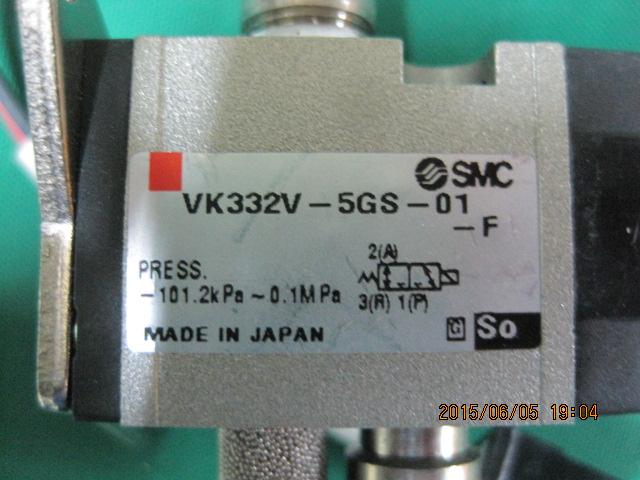 SMC
VK332V-5GS-01
-F
2(A)
PRESS.
-101.2kPa~0.1MPa
3(R) 1(P)
MADE IN JAPAN
G So
2015/06/05 19:04